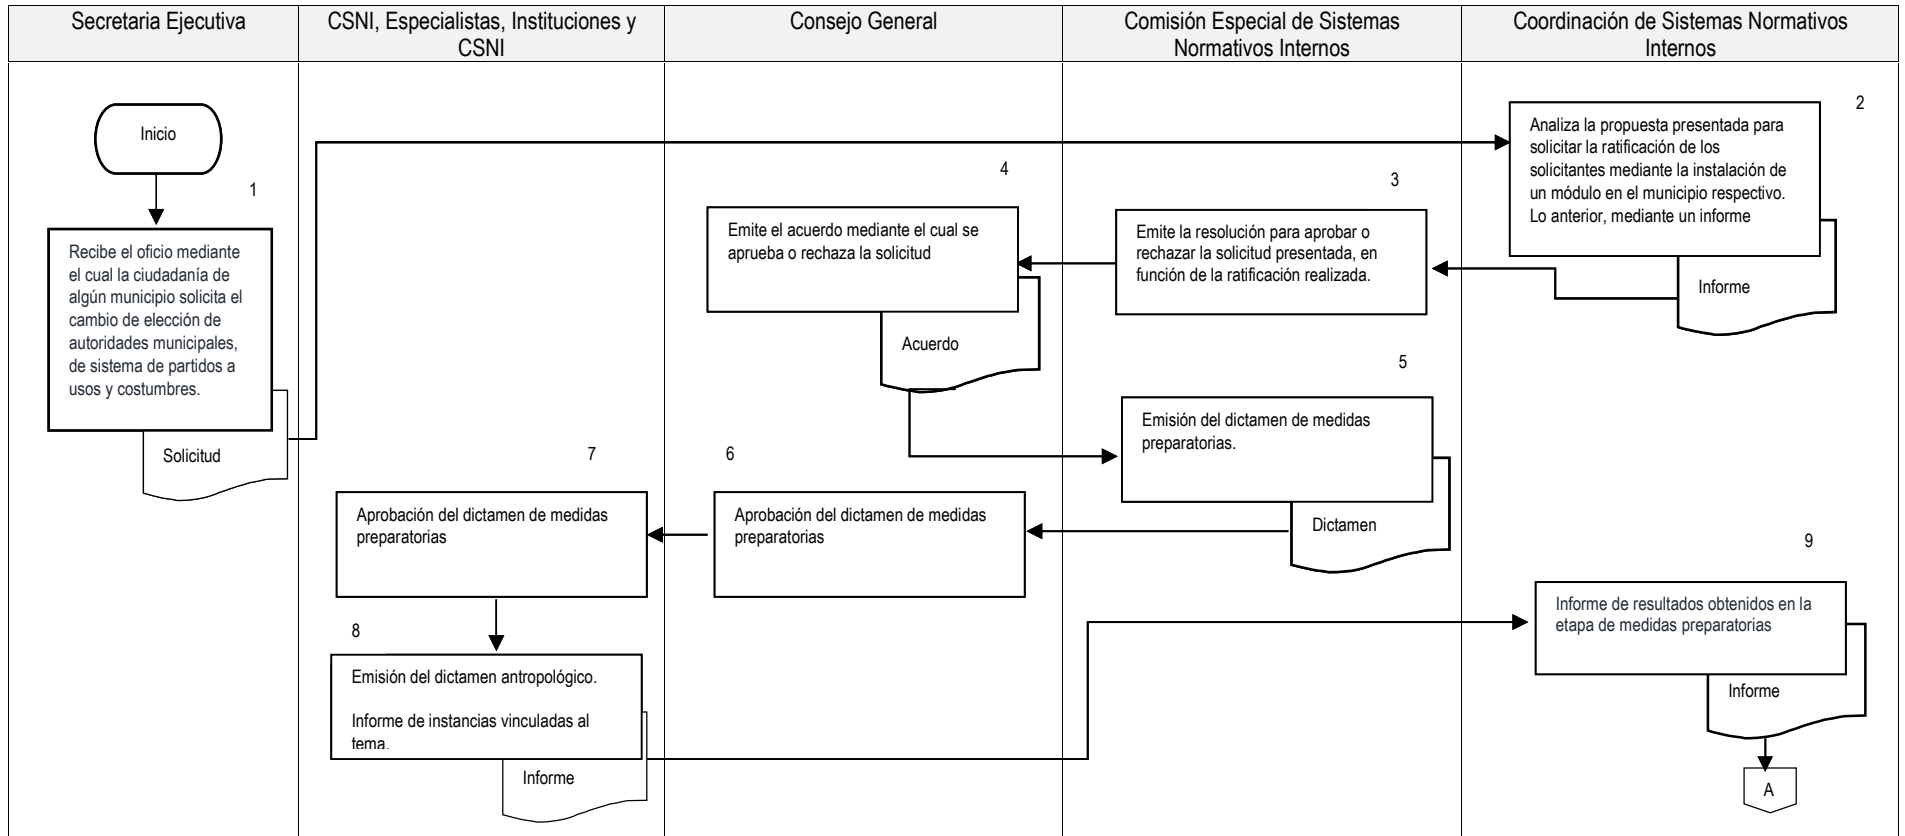 Secretaria Ejecutiva
CSNI, Especialistas, Instituciones y
CSNI
Consejo General
Comisión Especial de Sistemas
Normativos Internos
Coordinación de Sistemas Normativos
Internos
Inicio
1
Recibe el oficio mediante
el cual la ciudadanía de
algún municipio solicita el
cambio de elección de
autoridades municipales,
de sistema de partidos a
usos y costumbres.
Solicitud
2
Analiza la propuesta presentada para
solicitar la ratificación de los
solicitantes mediante la instalación de
un módulo en el municipio respectivo.
Lo anterior, mediante un informe
Informe
3
Emite la resolución para aprobar o
rechazar la solicitud presentada, en
función de la ratificación realizada.
4
Emite el acuerdo mediante el cual se
aprueba o rechaza la solicitud
Acuerdo
5
Emisión del dictamen de medidas
preparatorias.
Dictamen
6
Aprobación del dictamen de medidas
preparatorias
7
Aprobación del dictamen de medidas
preparatorias
8
Emisión del dictamen antropológico.
Informe de instancias vinculadas al
tema.
Informe
9
Informe de resultados obtenidos en la
etapa de medidas preparatorias
Informe
A